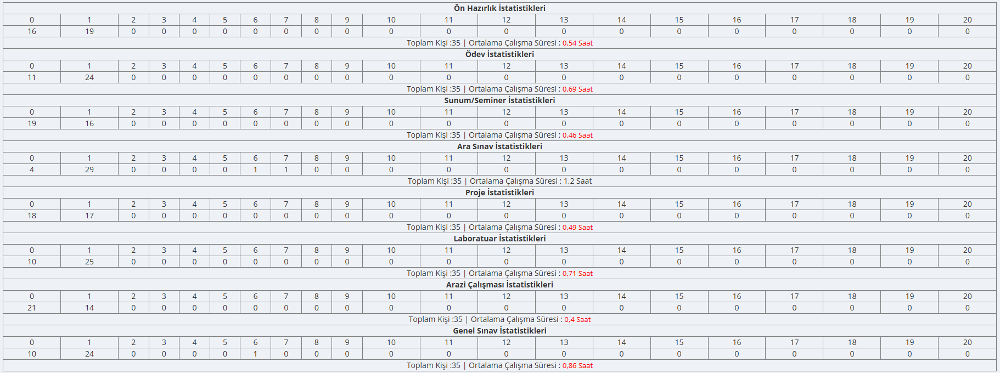 Ön Hazırlık İstatistikleri
0 1 2 3 4 5 6 7 8 9 10 11 12 13 14 15 16 17 18 19 20
16 19 0 0 0 0 0 0 0 0 0 0 0 0 0 0 0 0 0 0 0
Toplam Kişi :35 | Ortalama Çalışma Süresi : 0,54 Saat
Ödev İstatistikleri
0 1 2 3 4 5 6 7 8 9 10 11 12 13 14 15 16 17 18 19 20
11 24 0 0 0 0 0 0 0 0 0 0 0 0 0 0 0 0 0 0 0
Toplam Kişi :35 | Ortalama Çalışma Süresi : 0,69 Saat
Sunum/Seminer İstatistikleri
0 1 2 3 4 5 6 7 8 9 10 11 12 13 14 15 16 17 18 19 20
19 16 0 0 0 0 0 0 0 0 0 0 0 0 0 0 0 0 0 0 0
Toplam Kişi :35 | Ortalama Çalışma Süresi : 0,46 Saat
Ara Sınav İstatistikleri
0 1 2 3 4 5 6 7 8 9 10 11 12 13 14 15 16 17 18 19 20
4 29 0 0 0 0 1 1 0 0 0 0 0 0 0 0 0 0 0 0 0
Toplam Kişi :35 | Ortalama Çalışma Süresi : 1,2 Saat
Proje İstatistikleri
0 1 2 3 4 5 6 7 8 9 10 11 12 13 14 15 16 17 18 19 20
18 17 0 0 0 0 0 0 0 0 0 0 0 0 0 0 0 0 0 0 0
Toplam Kişi :35 | Ortalama Çalışma Süresi : 0,49 Saat
Laboratuar İstatistikleri
0 1 2 3 4 5 6 7 8 9 10 11 12 13 14 15 16 17 18 19 20
10 25 0 0 0 0 0 0 0 0 0 0 0 0 0 0 0 0 0 0 0
Toplam Kişi :35 | Ortalama Çalışma Süresi : 0,71 Saat
Arazi Çalışması İstatistikleri
0 1 2 3 4 5 6 7 8 9 10 11 12 13 14 15 16 17 18 19 20
21 14 0 0 0 0 0 0 0 0 0 0 0 0 0 0 0 0 0 0 0
Toplam Kişi :35 | Ortalama Çalışma Süresi : 0,4 Saat
Genel Sınav İstatistikleri
0 1 2 3 4 5 6 7 8 9 10 11 12 13 14 15 16 17 18 19 20
10 24 0 0 0 0 1 0 0 0 0 0 0 0 0 0 0 0 0 0 0
Toplam Kişi :35 | Ortalama Çalışma Süresi : 0,86 Saat